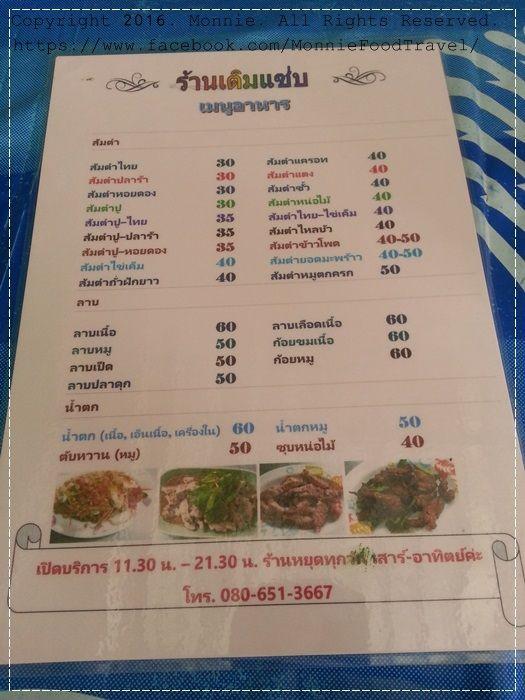 Copyright 2016. Monnie. All Rights Reserved.
https://www.facebook.com/MonnieFoodTravel/
ร้านเติมแซ่บ
เมนูอาหาร
ส้มตำ
ส้มตำไทย 30 ส้มตำแครอท 40
ส้มตำปลาร้า 30 ส้มตำแตง 40
ส้มตำหอยดอง 30 ส้มตำซั้ว 40
ส้มตำปู 30 ส้มตำหน่อไม้ 40
ส้มตำปู-ไทย 35 ส้มตำไทย-ไข่เค็ม 40
ส้มตำปู-ปลาร้า 35 ส้มตำไหลบัว 40
ส้มตำปู-หอยดอง 35 ส้มตำข้าวโพด 40-50
ส้มตำไข่เค็ม 40 ส้มตำยอดมะพร้าว 40-50
ส้มตำถั่วฝักยาว 40 ส้มตำหมูตกครก 50
ลาบ
ลาบเนื้อ 60 ลาบเลือดเนื้อ 60
ลาบหมู 50 ก้อยขมเนื้อ 60
ลาบเป็ด 50 ก้อยหมู 60
ลาบปลาดุก 50
น้ำตก
น้ำตก (เนื้อ, เอ็นเนื้อ, เครื่องใน) 60 น้ำตกหมู 50
ตับหวาน (หมู) 50 ซุบหน่อไม้ 40
เปิดบริการ 11.30 น. – 21.30 น. ร้านหยุดทุกวันเสาร์-อาทิตย์ค่ะ
โทร. 080-651-3667